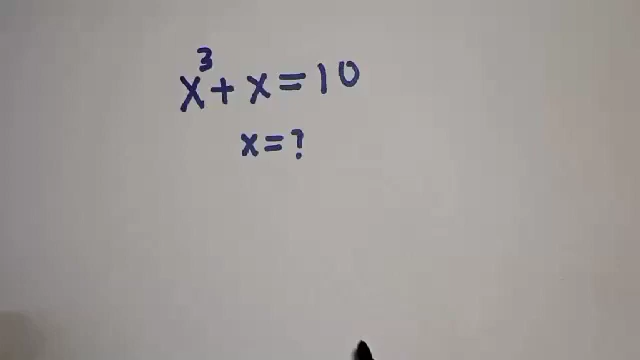 x³ + x = 10
x = ?